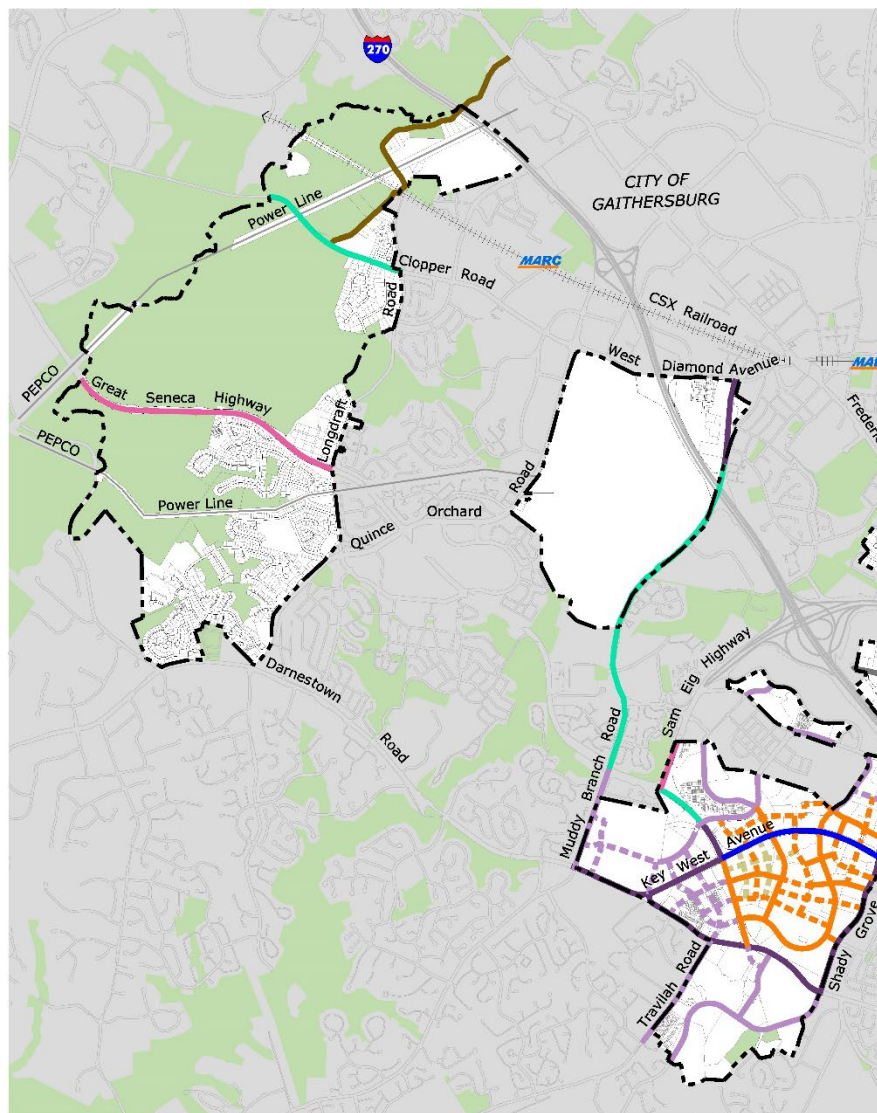 270
CITY OF
GAITHERSBURG
Power Line
MARC
Clopper Road
Road
CSX Railroad
West
Diamond Avenue
MAR
Frederi
PEPCO
Great Seneca Highway
Longdraft
PEPCO
Power Line
Quince Orchard Road
Darnestown Road
Sam Eig Highway
Muddy Branch Road
Key West Avenue
Shady Grove
Travilah Road